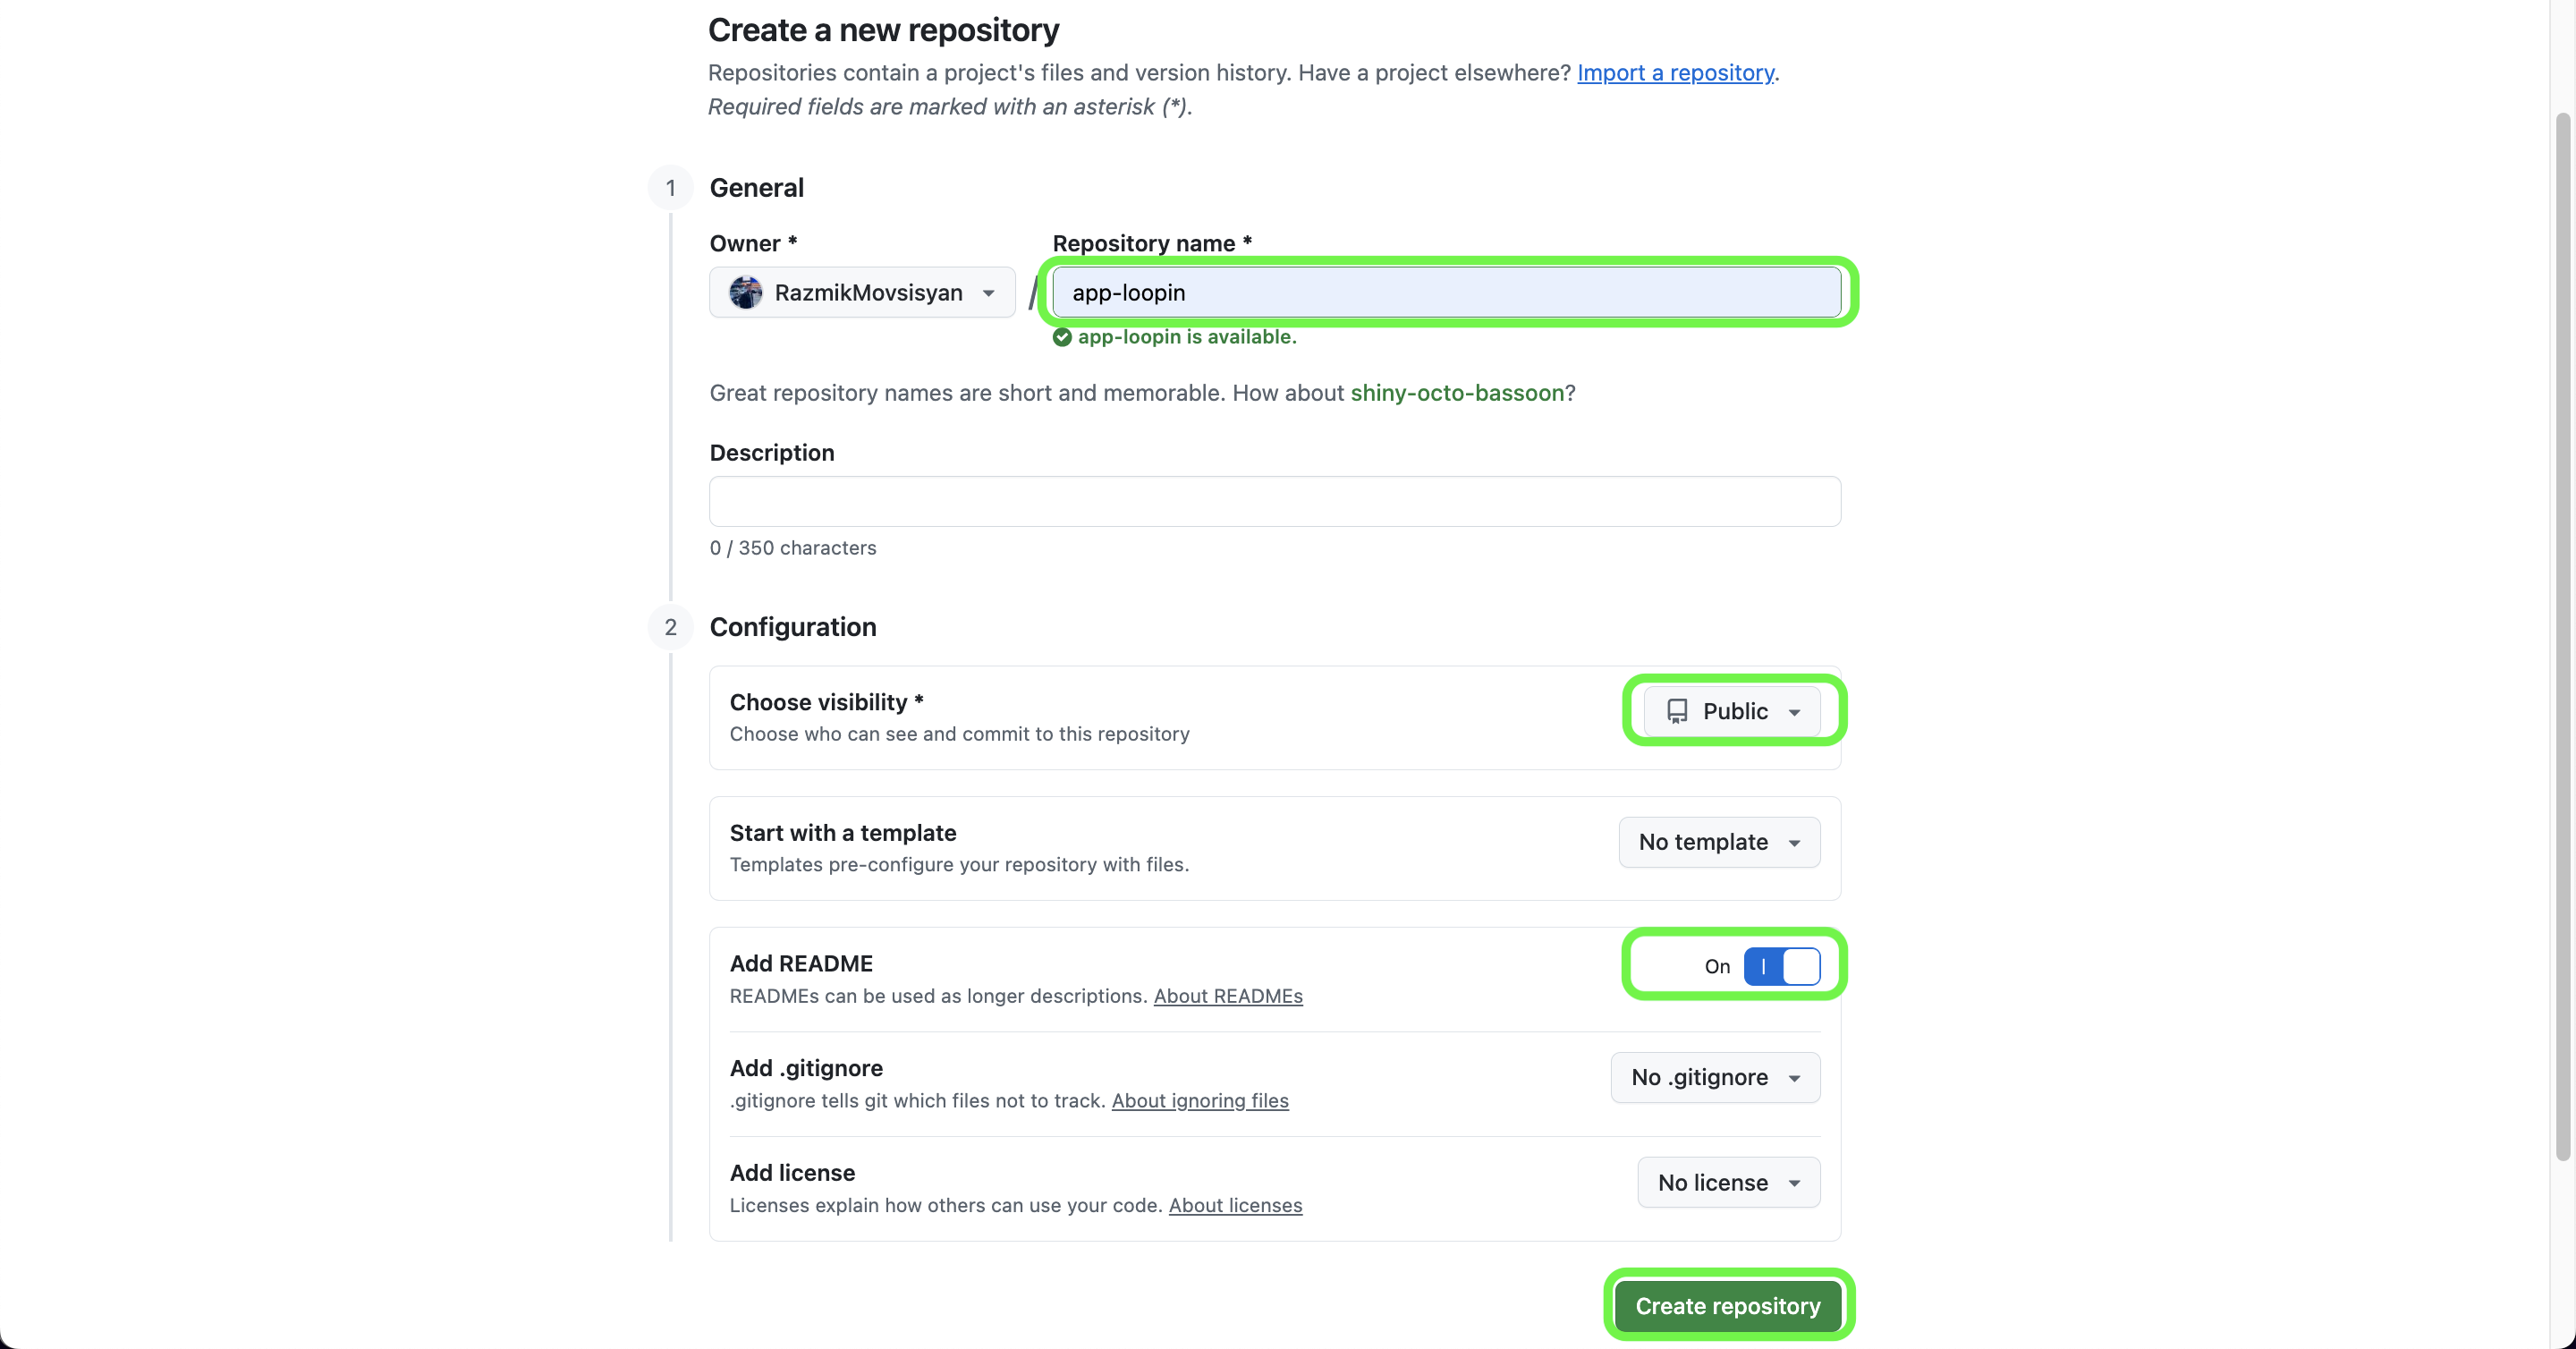 Create a new repository
Repositories contain a project's files and version history. Have a project elsewhere? Import a repository.
Required fields are marked with an asterisk (*).
1 General
Owner * Repository name *
RazmikMovsisyan / app-loopin
app-loopin is available.
Great repository names are short and memorable. How about shiny-octo-bassoon?
Description
0 / 350 characters
2 Configuration
Choose visibility *
Public
Choose who can see and commit to this repository
Start with a template
No template
Templates pre-configure your repository with files.
Add README
On
READMEs can be used as longer descriptions. About READMEs
Add .gitignore
No .gitignore
.gitignore tells git which files not to track. About ignoring files
Add license
No license
Licenses explain how others can use your code. About licenses
Create repository